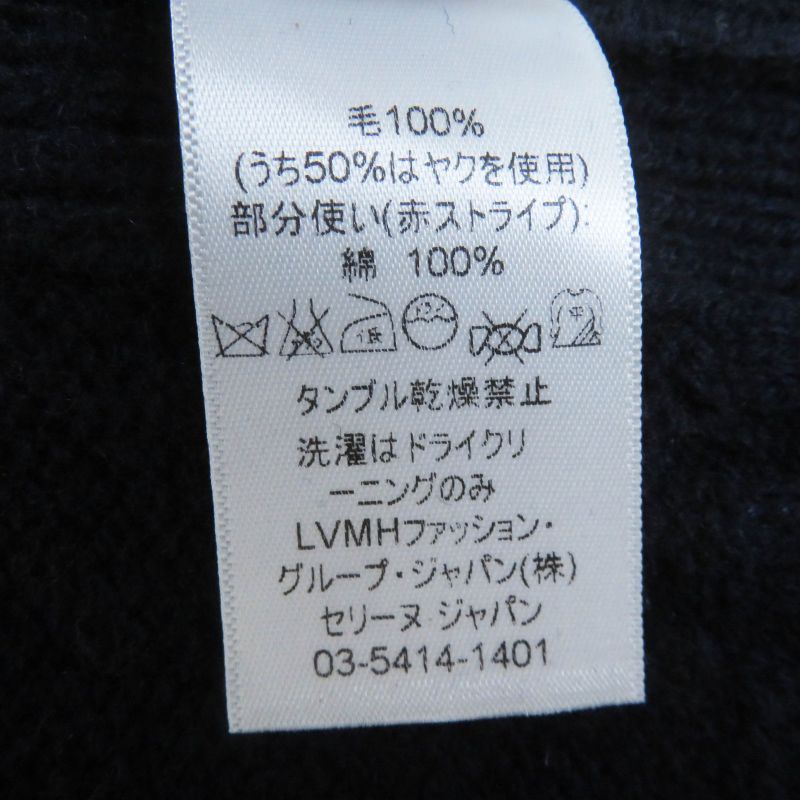 毛100%
(うち50%はヤクを使用)
部分使い(赤ストライプ):
綿 100%
ドライ 平
タンブル乾燥禁止
洗濯はドライクリ
ーニングのみ
LVMHファッション・
グループ・ジャパン(株)
セリーヌ ジャパン
03-5414-1401